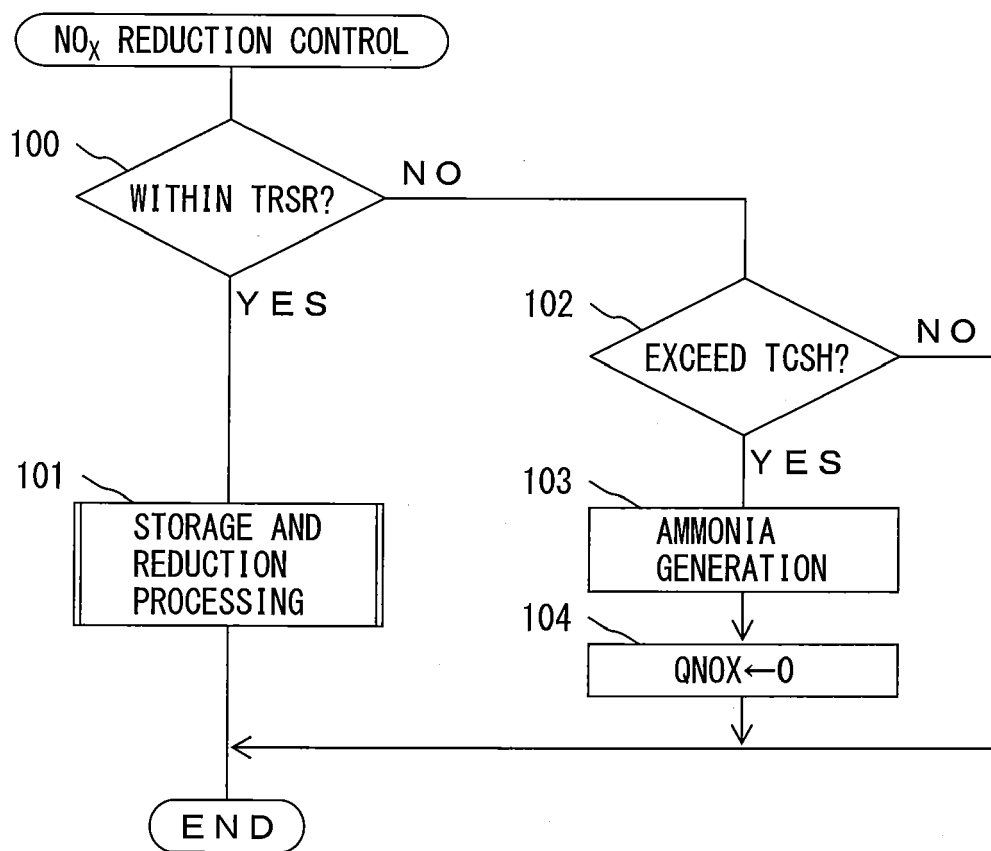 NOX REDUCTION CONTROL
100
WITHIN TRSR?
NO
YES
102
EXCEED TCSH?
NO
YES
101
STORAGE AND
REDUCTION
PROCESSING
103
AMMONIA
GENERATION
104
QNOX←0
END